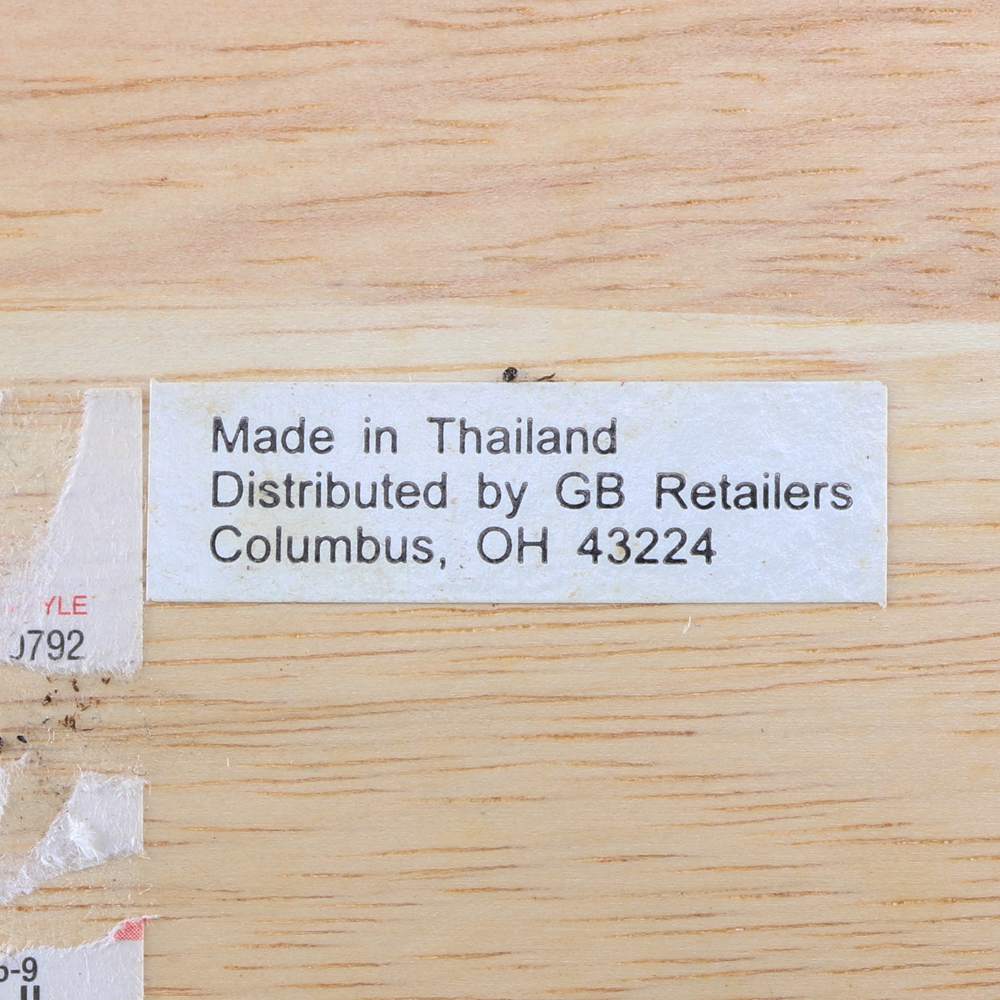 Made in Thailand
Distributed by GB Retailers
Columbus, OH 43224
YLE
0792
-9